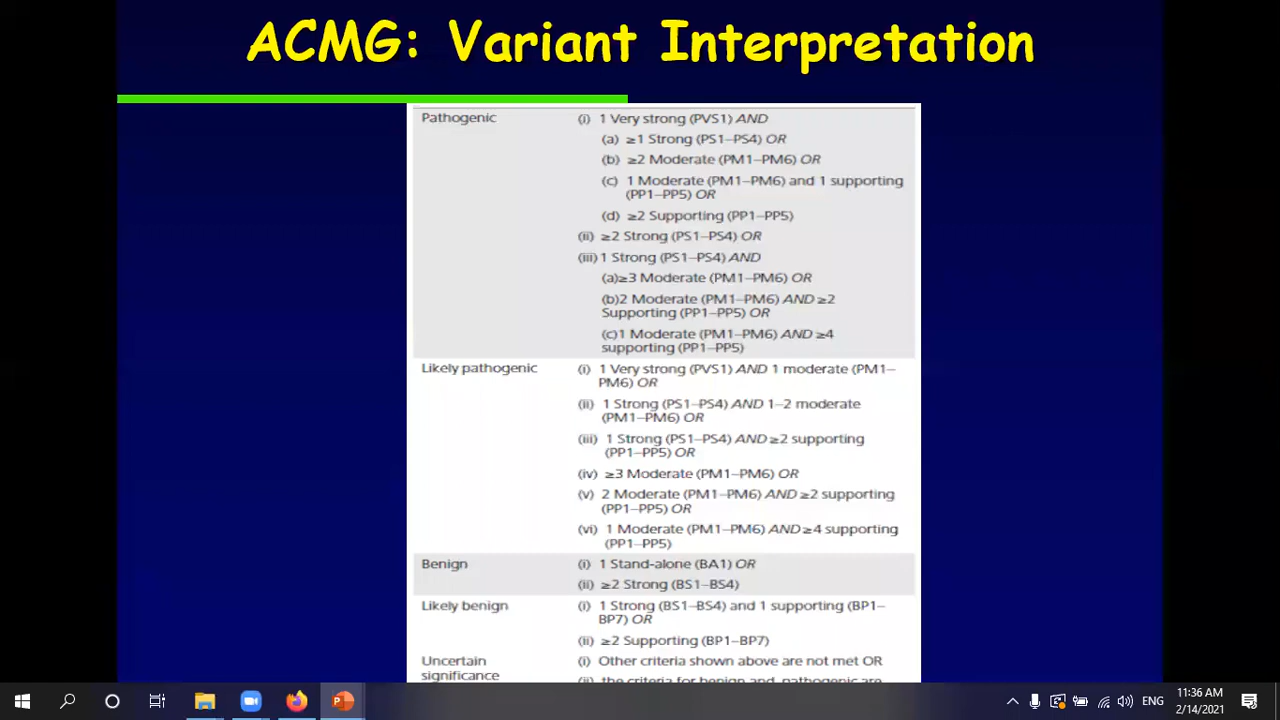 ACMG: Variant Interpretation
Pathogenic
(i) 1 Very strong (PVS1) AND
(a) ≥1 Strong (PS1–PS4) OR
(b) ≥2 Moderate (PM1–PM6) OR
(c) 1 Moderate (PM1–PM6) and 1 supporting
(PP1–PP5) OR
(d) ≥2 Supporting (PP1–PP5)
(ii) ≥2 Strong (PS1–PS4) OR
(iii) 1 Strong (PS1–PS4) AND
(a)≥3 Moderate (PM1–PM6) OR
(b)2 Moderate (PM1–PM6) AND ≥2
Supporting (PP1–PP5) OR
(c)1 Moderate (PM1–PM6) AND ≥4
supporting (PP1–PP5)
Likely pathogenic
(i) 1 Very strong (PVS1) AND 1 moderate (PM1–
PM6) OR
(ii) 1 Strong (PS1–PS4) AND 1–2 moderate
(PM1–PM6) OR
(iii) 1 Strong (PS1–PS4) AND ≥2 supporting
(PP1–PP5) OR
(iv) ≥3 Moderate (PM1–PM6) OR
(v) 2 Moderate (PM1–PM6) AND ≥2 supporting
(PP1–PP5) OR
(vi) 1 Moderate (PM1–PM6) AND ≥4 supporting
(PP1–PP5)
Benign
(i) 1 Stand-alone (BA1) OR
(ii) ≥2 Strong (BS1–BS4)
Likely benign
(i) 1 Strong (BS1–BS4) and 1 supporting (BP1–
BP7) OR
(ii) ≥2 Supporting (BP1–BP7)
Uncertain
significance
(i) Other criteria shown above are not met OR
(ii) the criteria for benign and pathogenic are
ENG
11:36 AM
2/14/2021